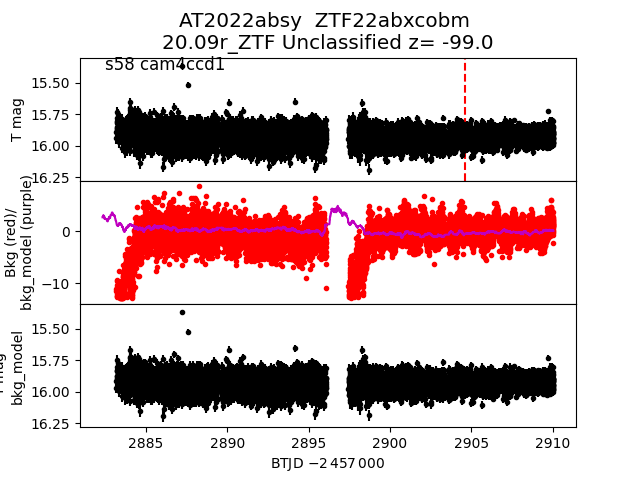 AT2022absy  ZTF22abxcobm
20.09r_ZTF Unclassified z= -99.0
s58 cam4ccd1
T mag
15.50
15.75
16.00
16.25
Bkg (red)/
bkg_model (purple)
0
−10
bkg_model
15.50
15.75
16.00
16.25
2885
2890
2895
2900
2905
2910
BTJD −2 457 000